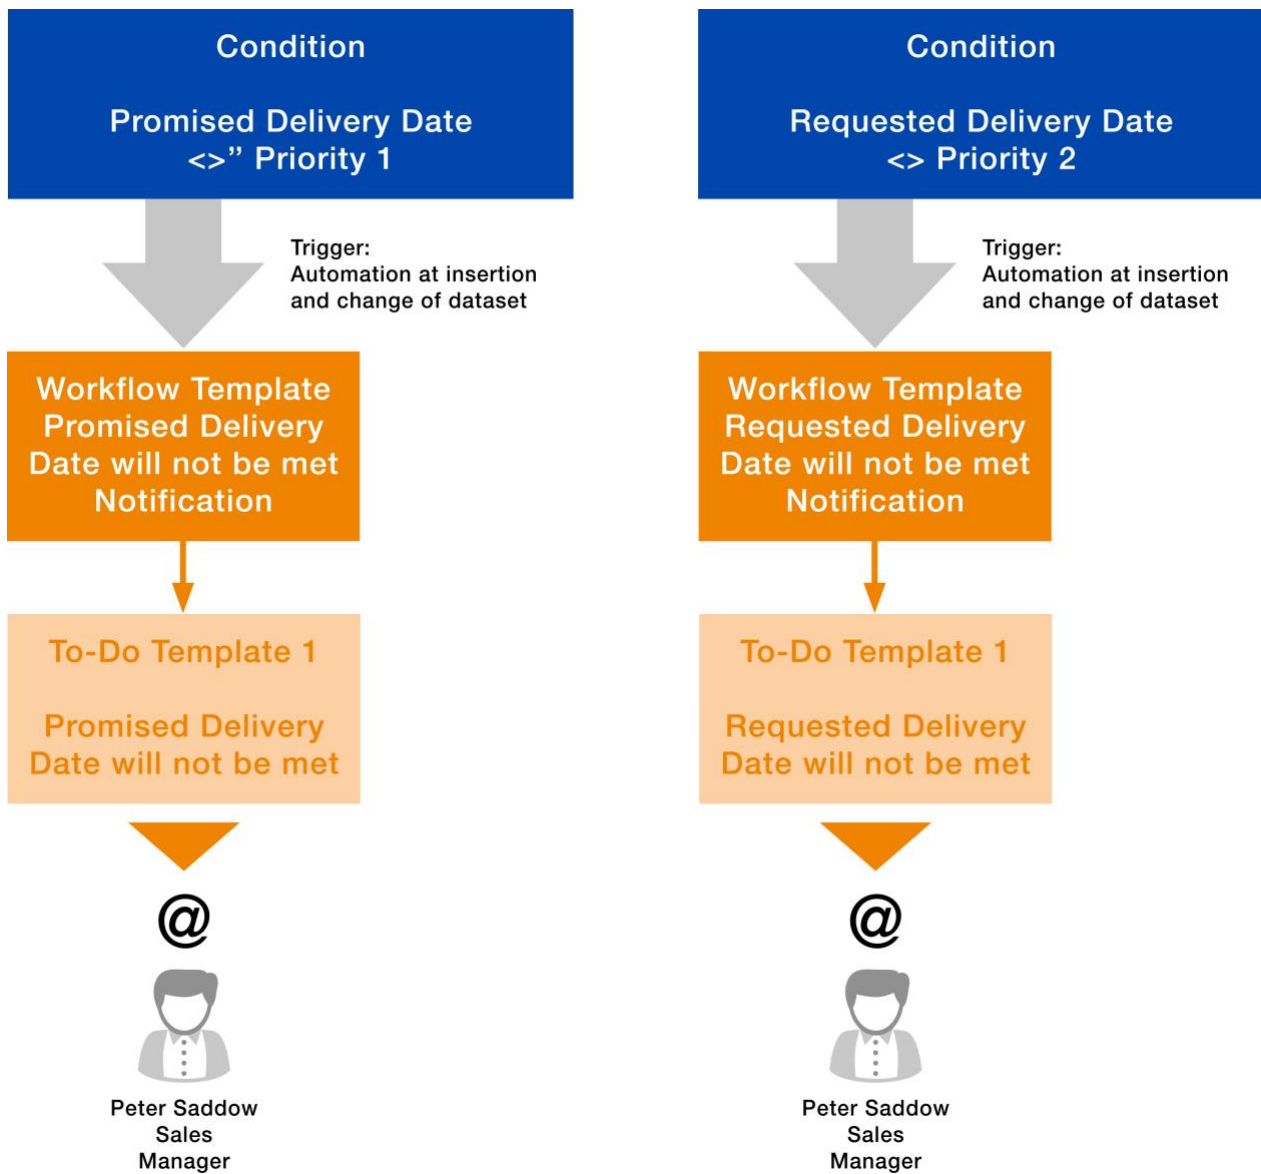 Condition
Promised Delivery Date
<>” Priority 1
Trigger:
Automation at insertion
and change of dataset
Workflow Template
Promised Delivery
Date will not be met
Notification
To-Do Template 1
Promised Delivery
Date will not be met
@
Peter Saddow
Sales
Manager
Condition
Requested Delivery Date
<> Priority 2
Trigger:
Automation at insertion
and change of dataset
Workflow Template
Requested Delivery
Date will not be met
Notification
To-Do Template 1
Requested Delivery
Date will not be met
@
Peter Saddow
Sales
Manager